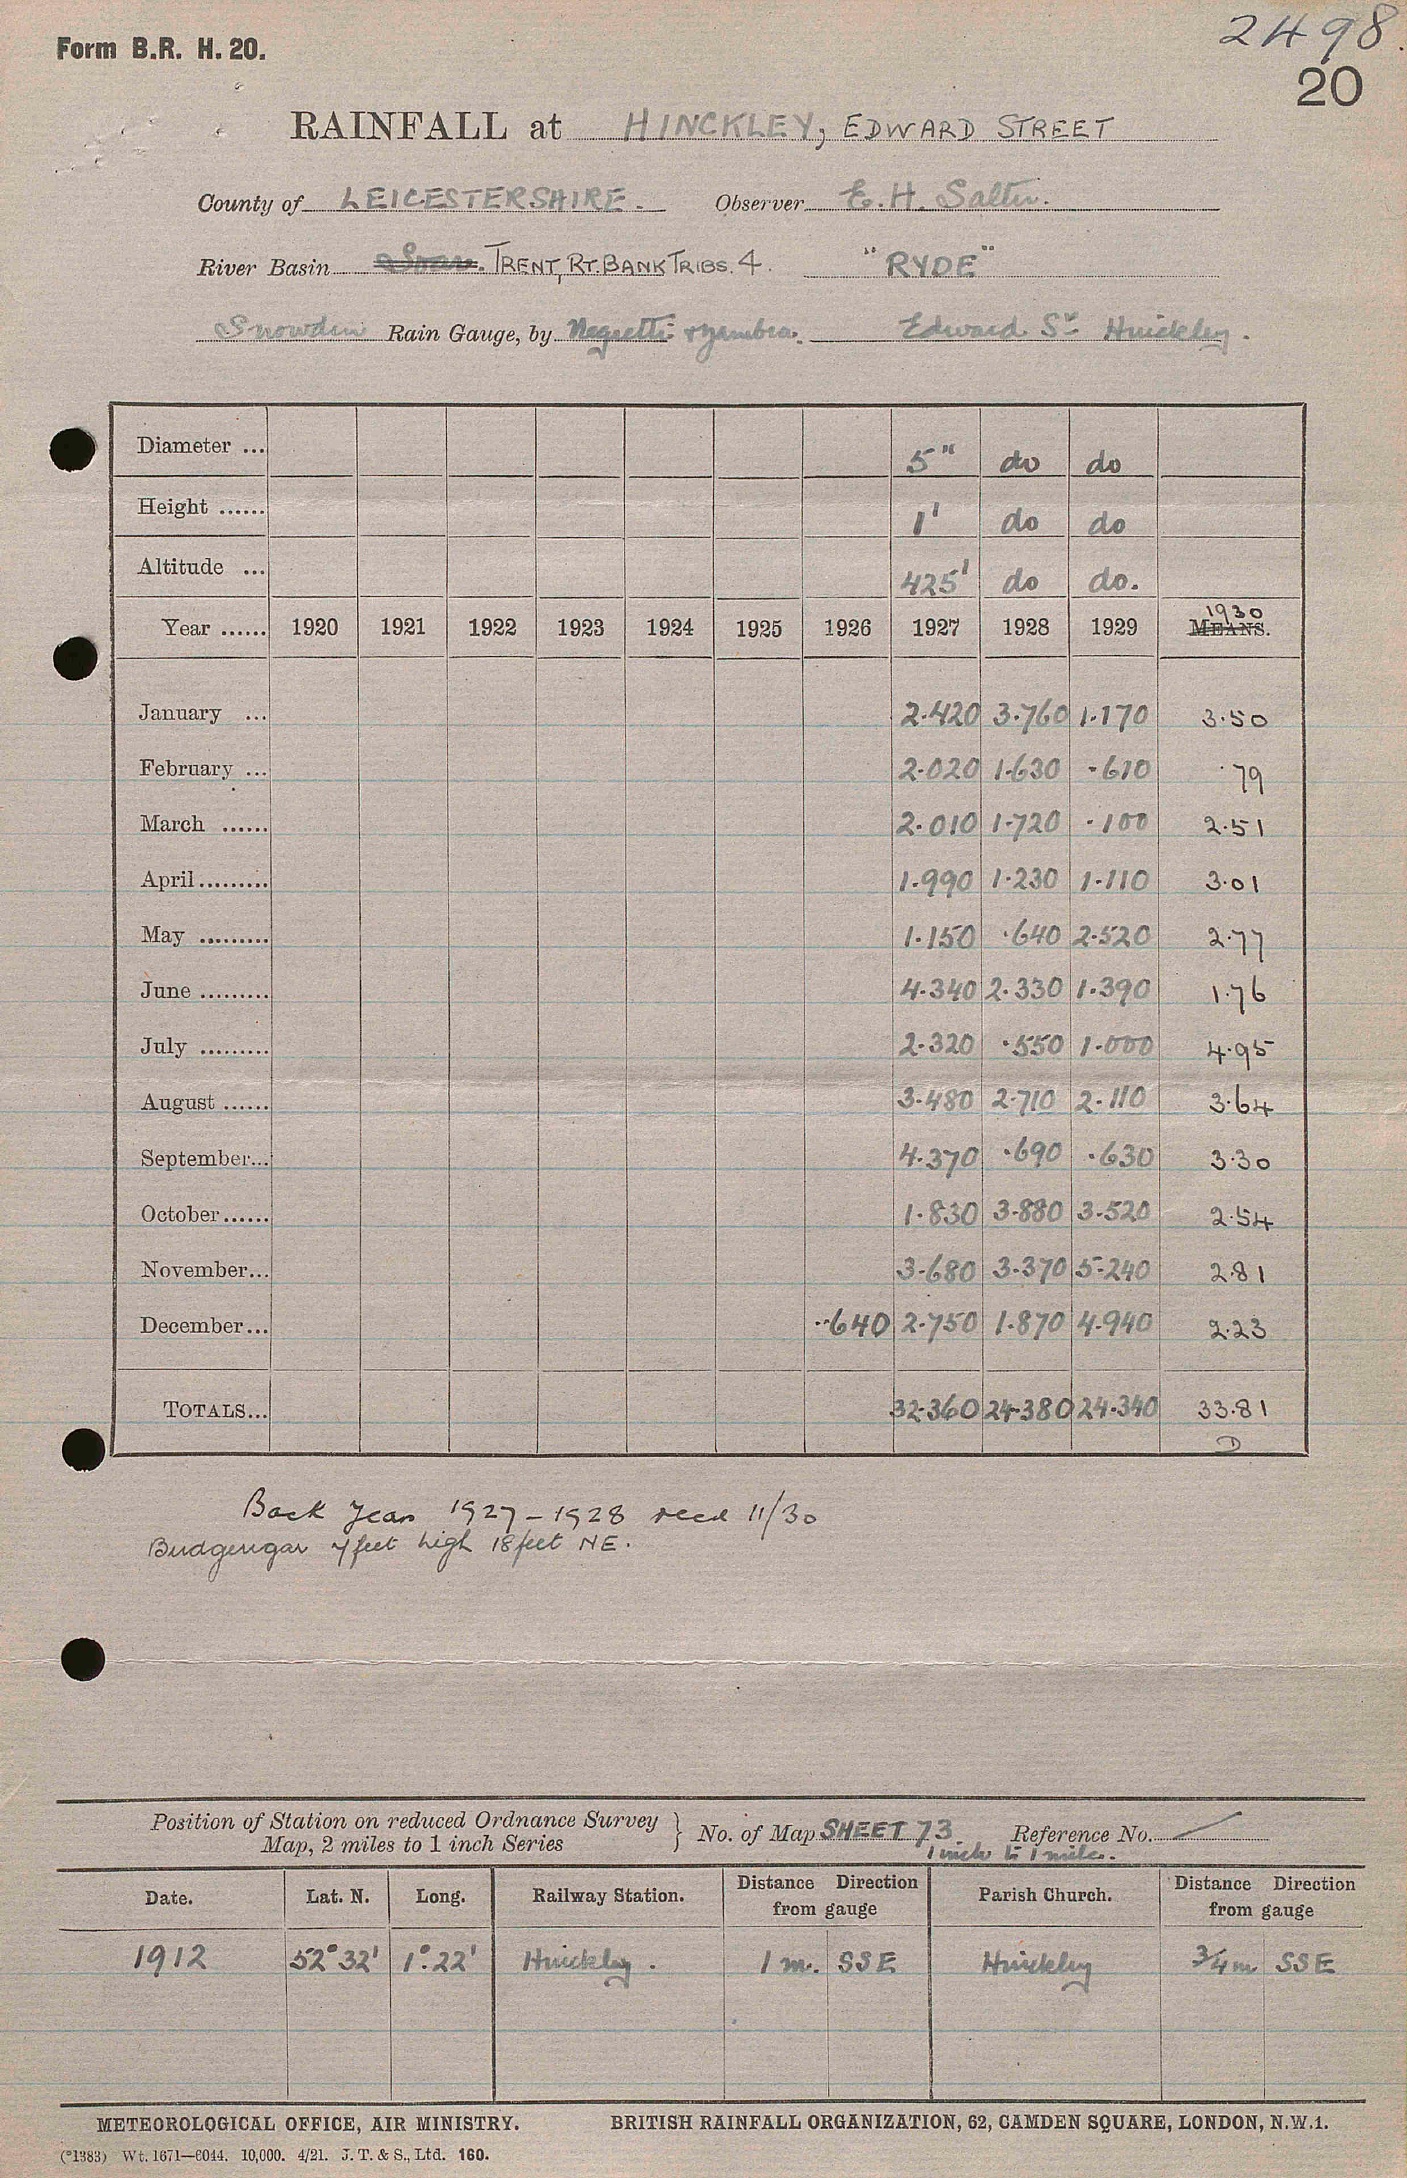 2498
Form B.R. H. 20.
20
RAINFALL at HINCKLEY, EDWARD STREET
County of LEICESTERSHIRE. Observer E. H. Salter.
River Basin Soar. TRENT, RT. BANK TRIBS. 4. "RYDE"
Snowdon Rain Gauge, by Negretti & Zambra. Edward St Hinckley.
Diameter ... 5" do do
Height ...... 1' do do
Altitude ... 425' do do.
1930
Year ...... 1920 1921 1922 1923 1924 1925 1926 1927 1928 1929 MEANS.
January ... 2.420 3.760 1.170 3.50
February ... 2.020 1.630 .610 .79
March ...... 2.010 1.720 .100 2.51
April ......... 1.990 1.230 1.110 3.01
May ......... 1.150 .640 2.520 2.77
June ......... 4.340 2.330 1.390 1.76
July ......... 2.320 .550 1.000 4.95
August ...... 3.480 2.710 2.110 3.64
September... 4.370 .690 .630 3.30
October...... 1.830 3.880 3.520 2.54
November... 3.680 3.370 5.240 2.81
December... .640 2.750 1.870 4.940 2.23
TOTALS... 32.360 24.380 24.340 33.81
D
Back Years 1927-1928 recd 11/30
7 feet high 18 feet NE.
Position of Station on reduced Ordnance Survey
Map, 2 miles to 1 inch Series } No. of Map SHEET 73. Reference No.
1 inch to 1 mile.
Date. Lat. N. Long. Railway Station. Distance Direction from gauge Parish Church. Distance Direction from gauge
1912 52° 32' 1°. 22' Hinckley. 1 m. SSE Hinckley 3/4 m SSE
METEOROLOGICAL OFFICE, AIR MINISTRY. BRITISH RAINFALL ORGANIZATION, 62, CAMDEN SQUARE, LONDON, N.W.1.
(*1383) Wt. 1671—6044. 10,000. 4/21. J. T. & S., Ltd. 160.